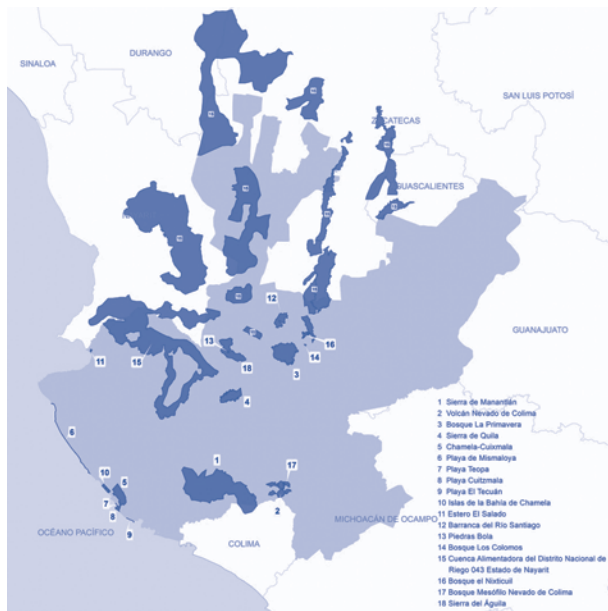 DURANGO
SINALOA
SAN LUIS POTOSÍ
ZACATECAS
AGUASCALIENTES
GUANAJUATO
12
13
16
14
11
15
18
3
4
6
1
17
10
5
7
2
8
9
MICHOACÁN DE OCAMPO
OCÉANO PACÍFICO
COLIMA
1 Sierra de Manantlán
2 Volcán Nevado de Colima
3 Bosque La Primavera
4 Sierra de Quila
5 Chamela-Cuixmala
6 Playa de Mismaloya
7 Playa Teopa
8 Playa Cuitzmala
9 Playa El Tecuán
10 Islas de la Bahía de Chamela
11 Estero El Salado
12 Barranca del Río Santiago
13 Piedras Bola
14 Bosque Los Colomos
15 Cuenca Alimentadora del Distrito Nacional de
Riego 043 Estado de Nayarit
16 Bosque el Nixticuil
17 Bosque Mesófilo Nevado de Colima
18 Sierra del Águila